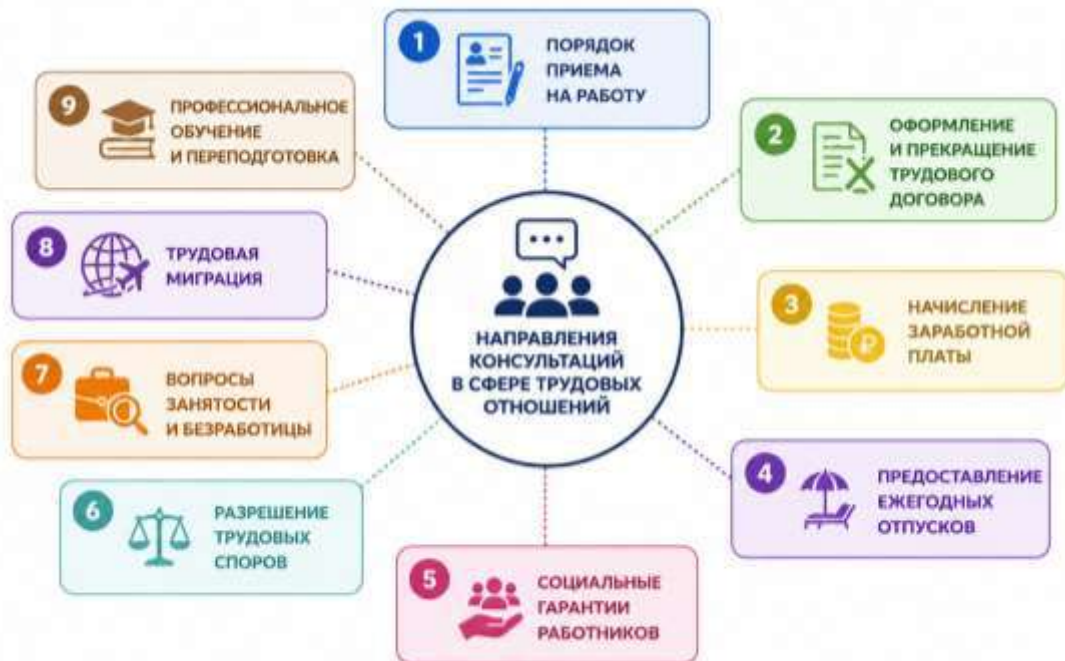 1
ПОРЯДОК
ПРИЕМА
НА РАБОТУ
2
ОФОРМЛЕНИЕ
И ПРЕКРАЩЕНИЕ
ТРУДОВОГО
ДОГОВОРА
3
НАЧИСЛЕНИЕ
ЗАРАБОТНОЙ
ПЛАТЫ
₽
4
ПРЕДОСТАВЛЕНИЕ
ЕЖЕГОДНЫХ
ОТПУСКОВ
5
СОЦИАЛЬНЫЕ
ГАРАНТИИ
РАБОТНИКОВ
6
РАЗРЕШЕНИЕ
ТРУДОВЫХ
СПОРОВ
7
ВОПРОСЫ
ЗАНЯТОСТИ
И БЕЗРАБОТИЦЫ
8
ТРУДОВАЯ
МИГРАЦИЯ
9
ПРОФЕССИОНАЛЬНОЕ
ОБУЧЕНИЕ
И ПЕРЕПОДГОТОВКА
НАПРАВЛЕНИЯ
КОНСУЛЬТАЦИЙ
В СФЕРЕ ТРУДОВЫХ
ОТНОШЕНИЙ